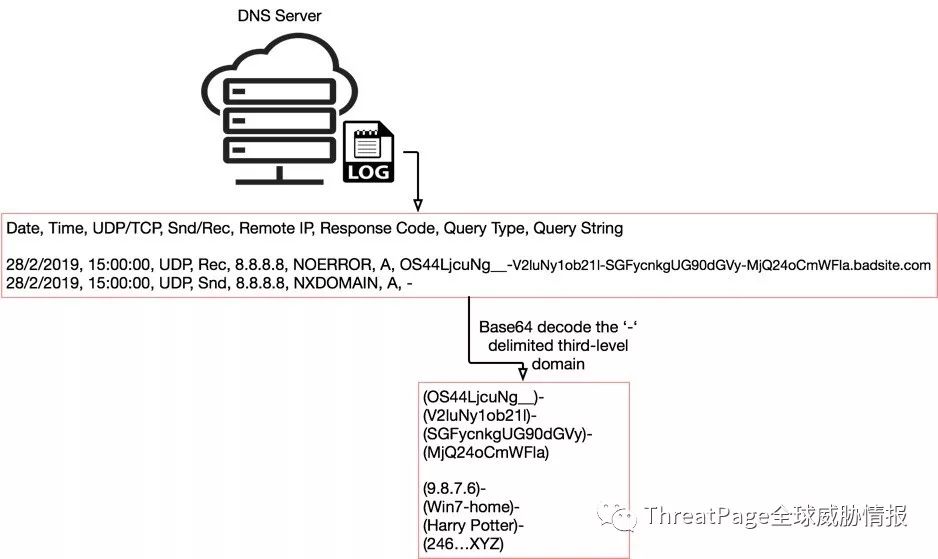 DNS Server
LOG
Date, Time, UDP/TCP, Snd/Rec, Remote IP, Response Code, Query Type, Query String
28/2/2019, 15:00:00, UDP, Rec, 8.8.8.8, NOERROR, A, OS44LjcuNg__-V2luNy1ob21l-SGFycnkgUG90dGVy-MjQ24oCmWFla.badsite.com
28/2/2019, 15:00:00, UDP, Snd, 8.8.8.8, NXDOMAIN, A, -
Base64 decode the ‘-‘
delimited third-level
domain
(OS44LjcuNg__)-
(V2luNy1ob21l)-
(SGFycnkgUG90dGVy)-
(MjQ24oCmWFla)
(9.8.7.6)-
(Win7-home)-
(Harry Potter)-
(246...XYZ)
ThreatPage全球威胁情报